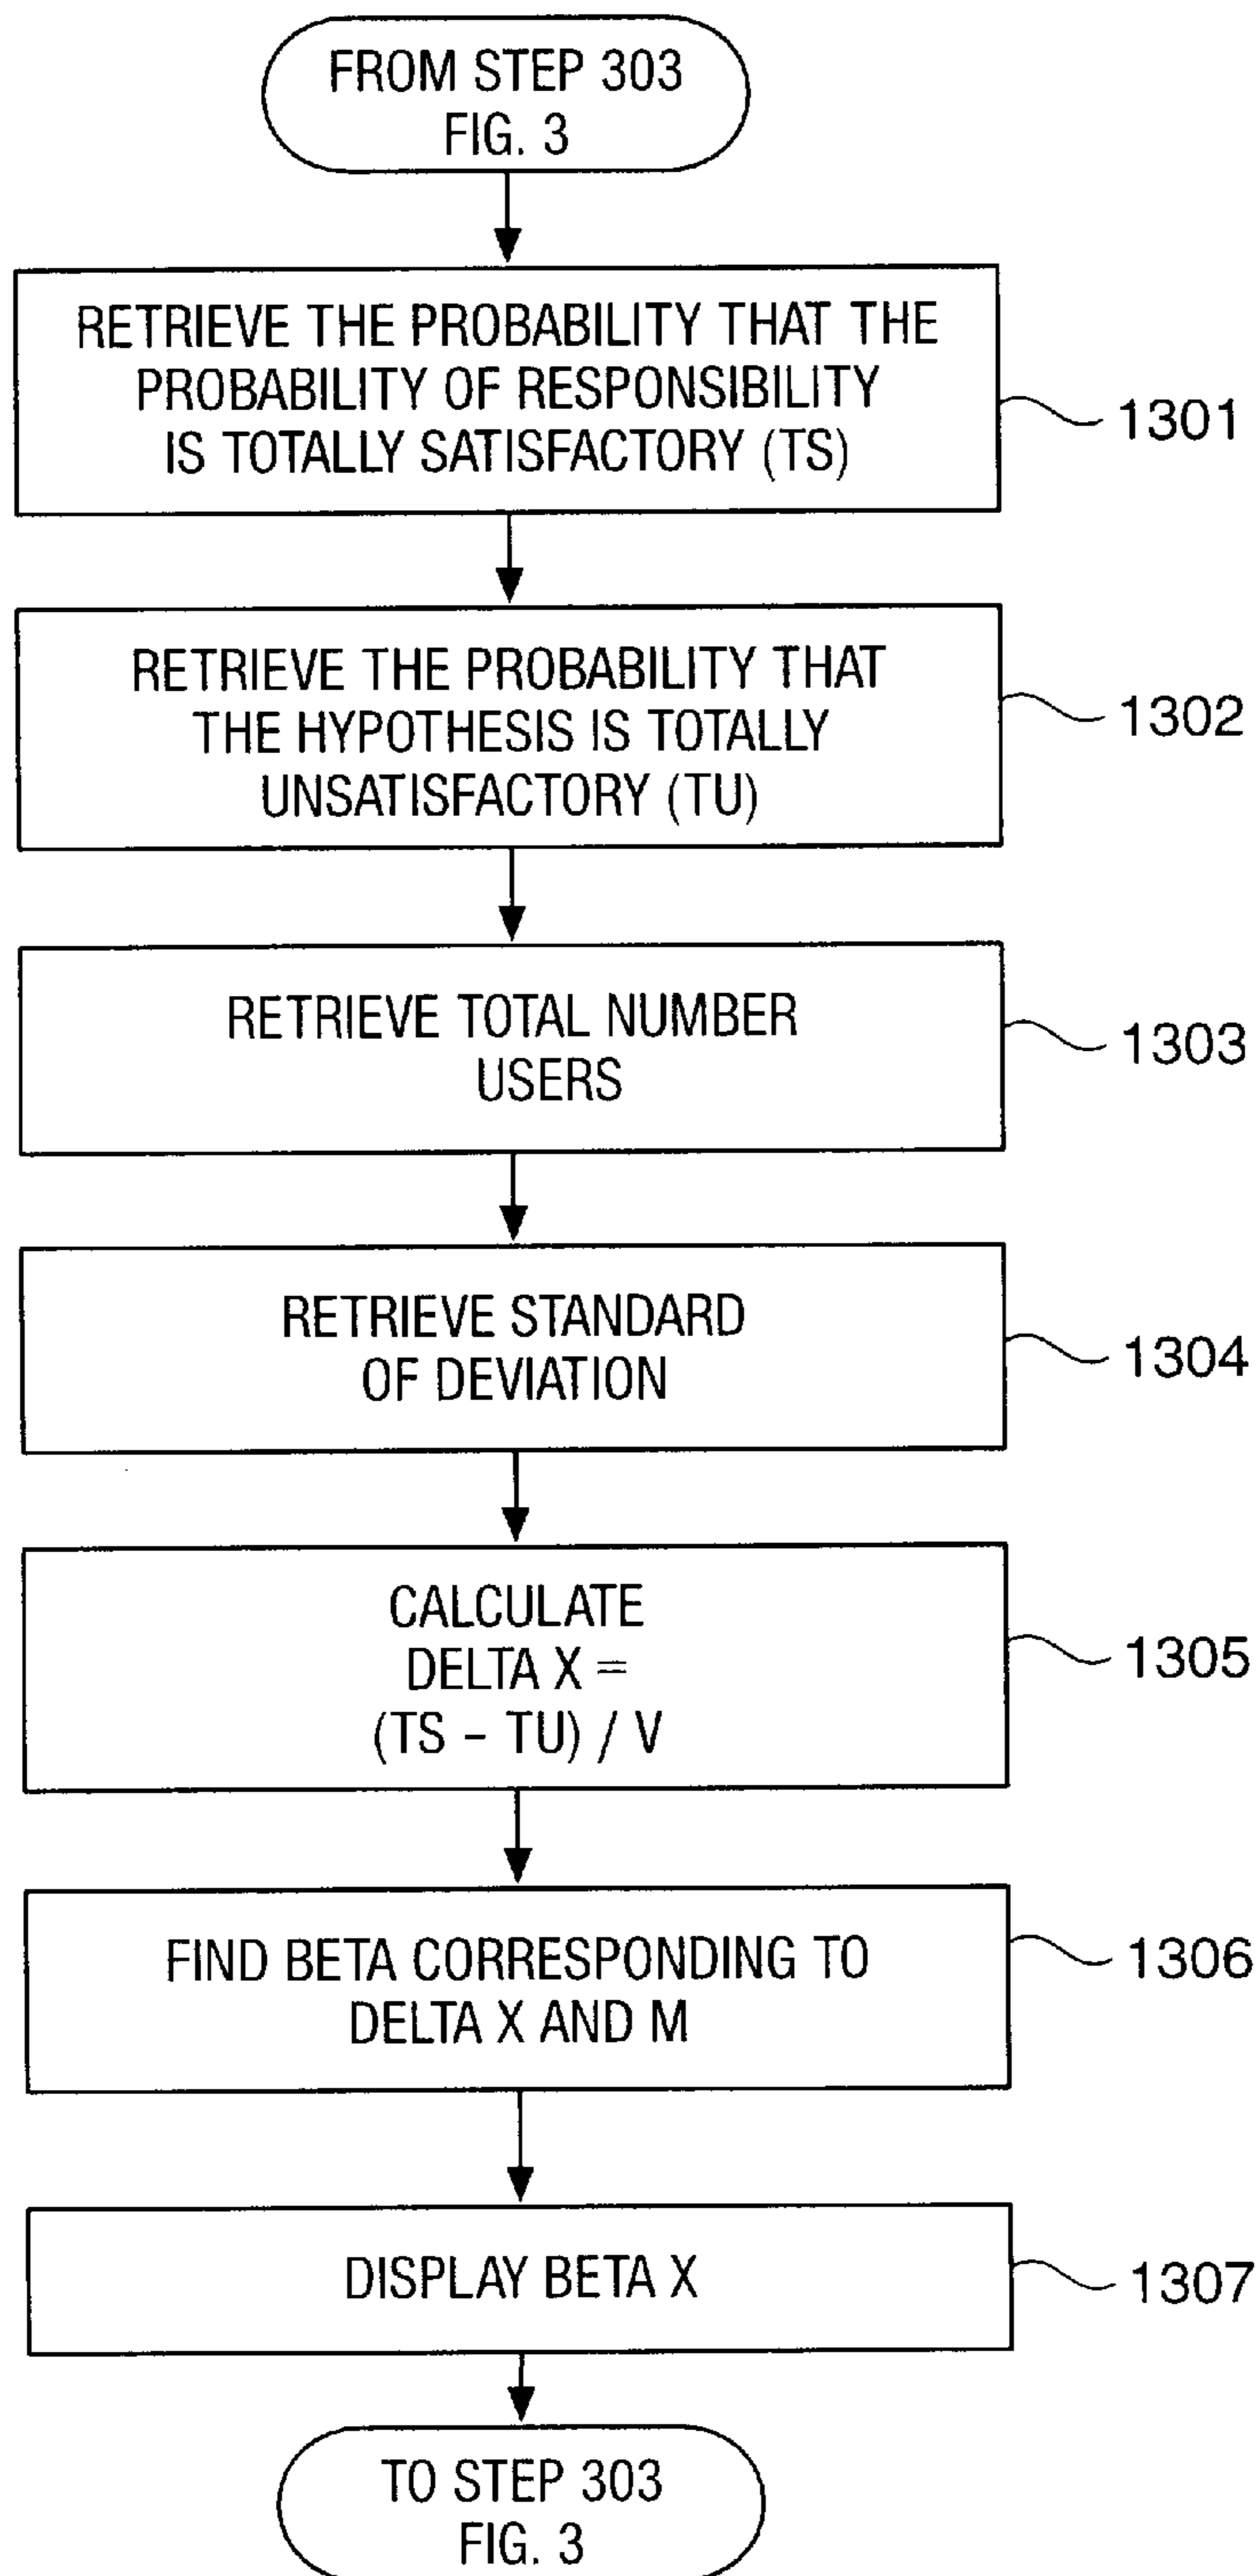 FROM STEP 303
FIG. 3
RETRIEVE THE PROBABILITY THAT THE
PROBABILITY OF RESPONSIBILITY
IS TOTALLY SATISFACTORY (TS)
1301
RETRIEVE THE PROBABILITY THAT
THE HYPOTHESIS IS TOTALLY
UNSATISFACTORY (TU)
1302
RETRIEVE TOTAL NUMBER
USERS
1303
RETRIEVE STANDARD
OF DEVIATION
1304
CALCULATE
DELTA X =
(TS – TU) / V
1305
FIND BETA CORRESPONDING TO
DELTA X AND M
1306
DISPLAY BETA X
1307
TO STEP 303
FIG. 3